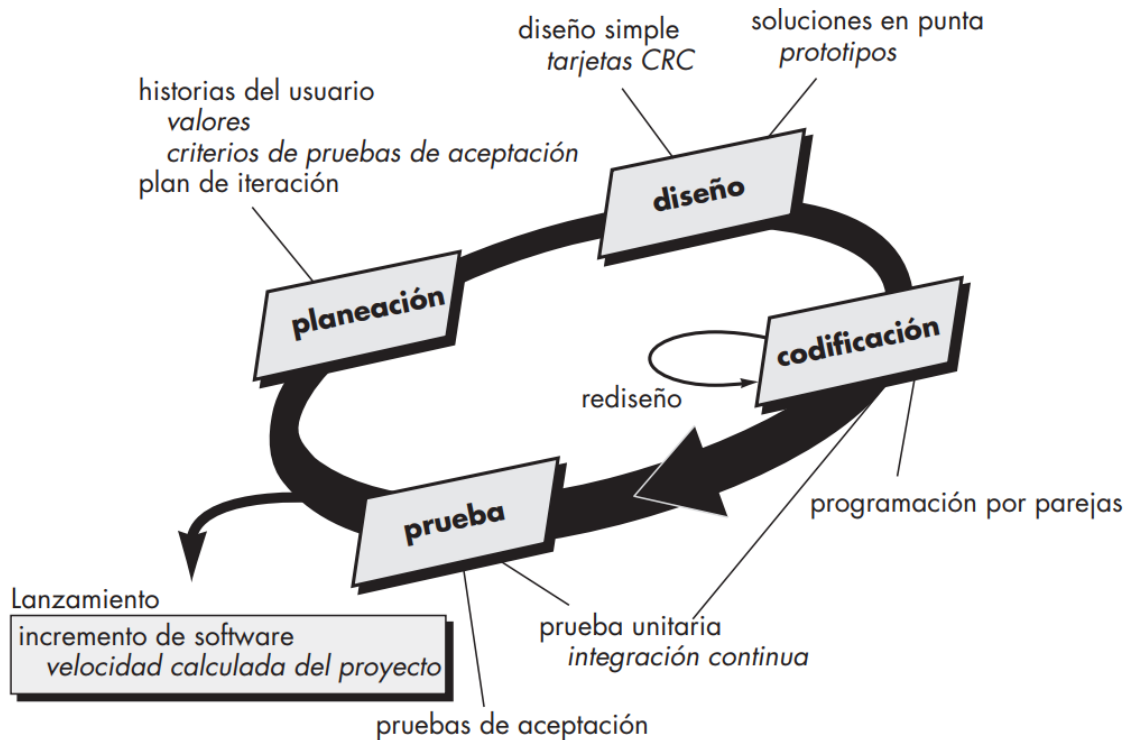 diseño simple
tarjetas CRC
soluciones en punta
prototipos
historias del usuario
valores
criterios de pruebas de aceptación
plan de iteración
diseño
planeación
codificación
rediseño
prueba
programación por parejas
Lanzamiento
incremento de software
velocidad calculada del proyecto
prueba unitaria
integración continua
pruebas de aceptación